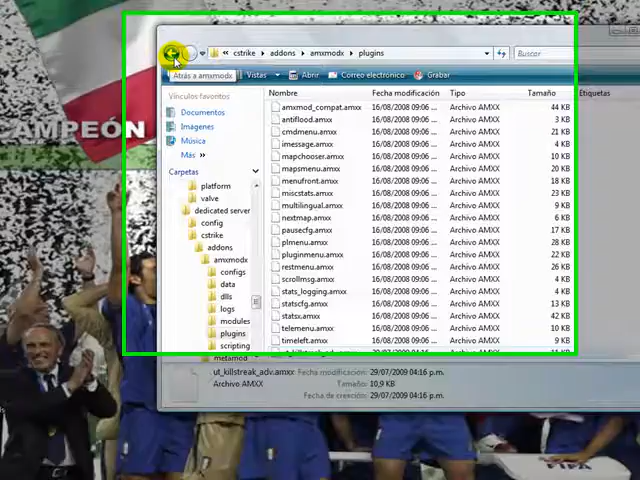 « cstrike addons amxmodx plugins
Buscar
Atrás a amxmodx
Vistas Abrir Correo electrónico Grabar
Vínculos favoritos
Documentos
Imágenes
Música
Más »
Carpetas
platform
valve
dedicated server
config
cstrike
addons
amxmodx
configs
data
dlls
logs
modules
plugins
scripting
metamod
Nombre Fecha modificación Tipo Tamaño Etiquetas
amxmod_compat.amxx 16/08/2008 09:06 ... Archivo AMXX 44 KB
antiflood.amxx 16/08/2008 09:06 ... Archivo AMXX 3 KB
cmdmenu.amxx 16/08/2008 09:06 ... Archivo AMXX 21 KB
imessage.amxx 16/08/2008 09:06 ... Archivo AMXX 4 KB
mapchooser.amxx 16/08/2008 09:06 ... Archivo AMXX 10 KB
mapsmenu.amxx 16/08/2008 09:06 ... Archivo AMXX 20 KB
menufront.amxx 16/08/2008 09:06 ... Archivo AMXX 18 KB
miscstats.amxx 16/08/2008 09:06 ... Archivo AMXX 23 KB
multilingual.amxx 16/08/2008 09:06 ... Archivo AMXX 9 KB
nextmap.amxx 16/08/2008 09:06 ... Archivo AMXX 6 KB
pausecfg.amxx 16/08/2008 09:06 ... Archivo AMXX 17 KB
plmenu.amxx 16/08/2008 09:06 ... Archivo AMXX 28 KB
pluginmenu.amxx 16/08/2008 09:06 ... Archivo AMXX 22 KB
restmenu.amxx 16/08/2008 09:06 ... Archivo AMXX 26 KB
scrollmsg.amxx 16/08/2008 09:06 ... Archivo AMXX 4 KB
stats_logging.amxx 16/08/2008 09:06 ... Archivo AMXX 4 KB
statscfg.amxx 16/08/2008 09:06 ... Archivo AMXX 13 KB
statsx.amxx 16/08/2008 09:06 ... Archivo AMXX 42 KB
telemenu.amxx 16/08/2008 09:06 ... Archivo AMXX 10 KB
timeleft.amxx 16/08/2008 09:06 ... Archivo AMXX 9 KB
ut_killstreak_adv.amxx Fecha modificación: 29/07/2009 04:16 p.m.
Archivo AMXX Tamaño: 10,9 KB
Fecha de creación: 29/07/2009 04:16 p.m.
CAMPEÓN
FIFA